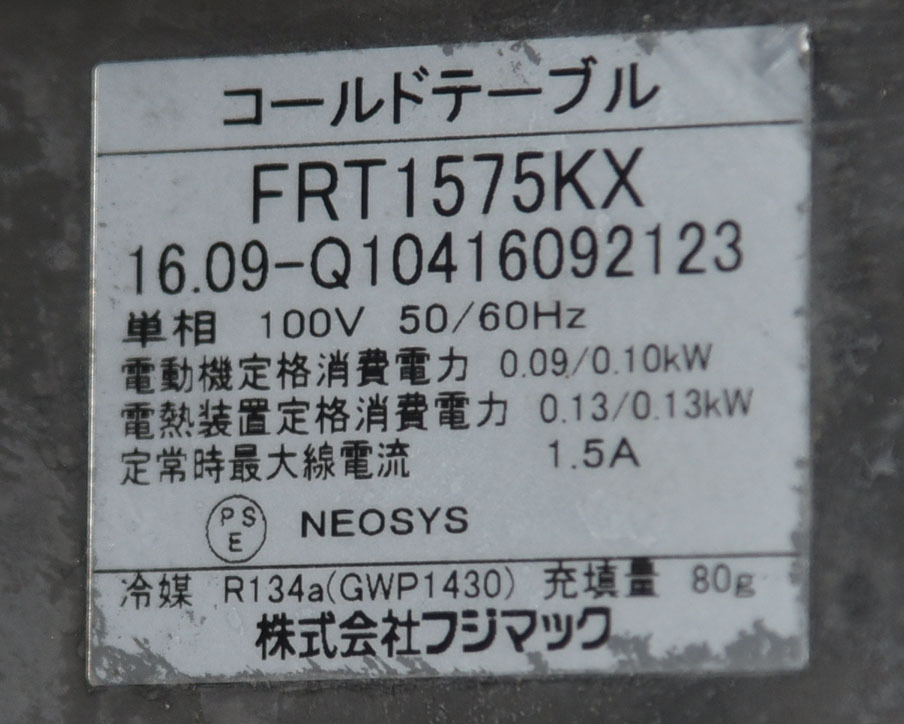 コールドテーブル
FRT1575KX
16.09-Q10416092123
単相 100V 50/60Hz
電動機定格消費電力 0.09/0.10kW
電熱装置定格消費電力 0.13/0.13kW
定常時最大線電流 1.5A
PS
E NEOSYS
冷媒 R134a(GWP1430) 充填量 80g
株式会社フジマック